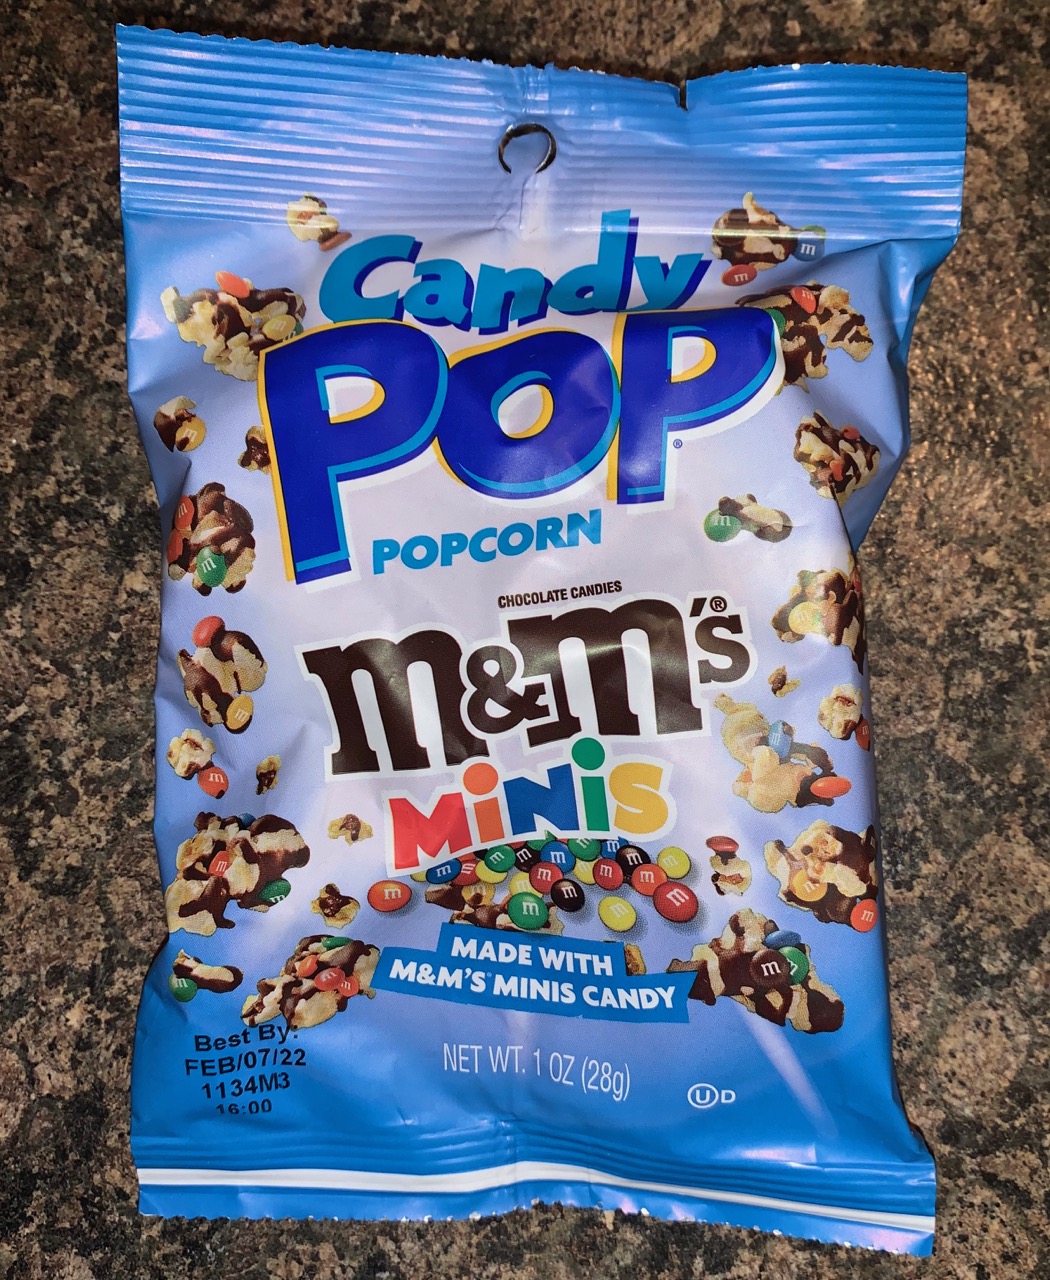 Candy
POP®
POPCORN
CHOCOLATE CANDIES
m&m's®
MiNiS
MADE WITH
M&M'S® MINIS CANDY
Best By:
FEB/07/22
1134M3
16:00
NET WT. 1 OZ (28g)
U D